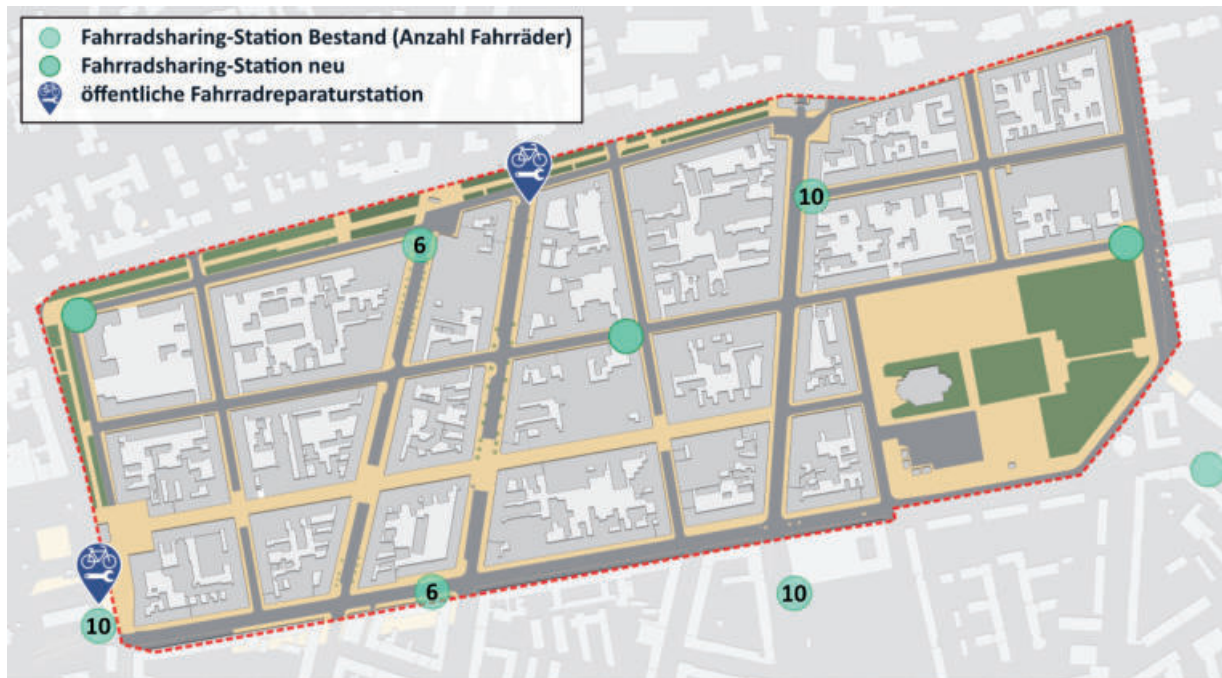 Fahrradsharing-Station Bestand (Anzahl Fahrräder)
Fahrradsharing-Station neu
öffentliche Fahrradreparaturstation
10
6
10
6
10